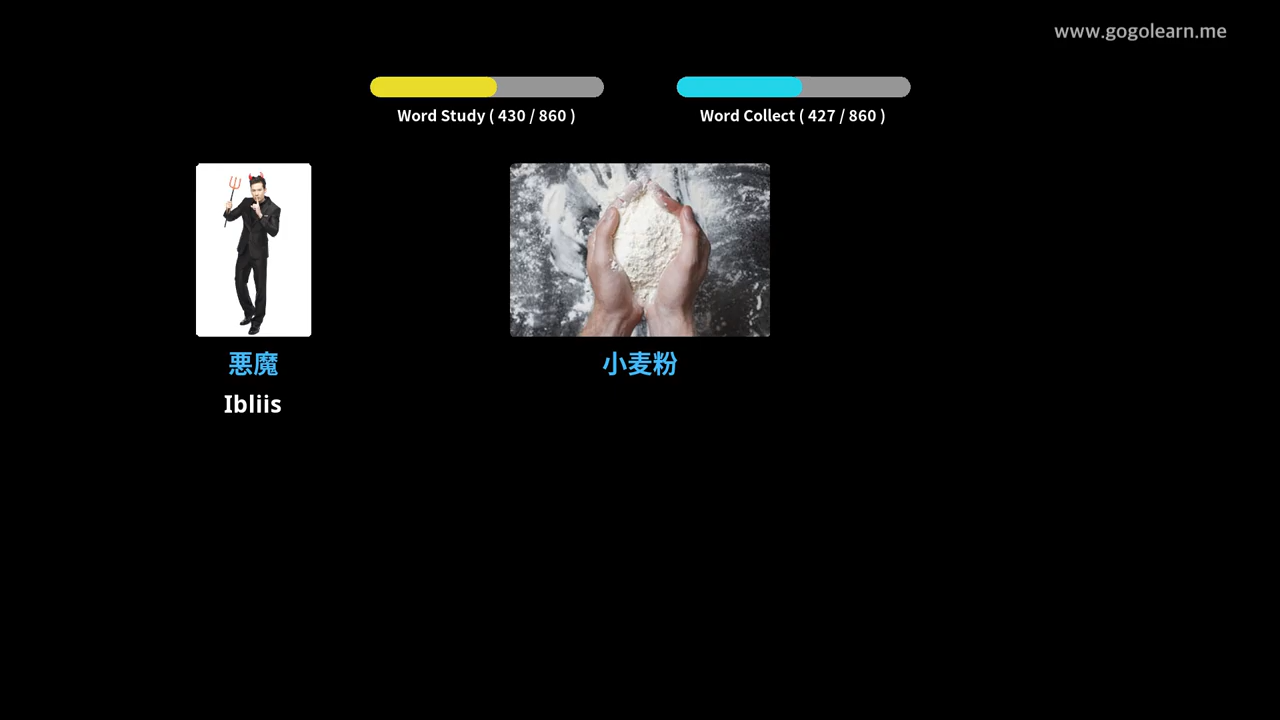 www.gogolearn.me
Word Study ( 430 / 860 )
Word Collect ( 427 / 860 )
悪魔
小麦粉
Ibliis